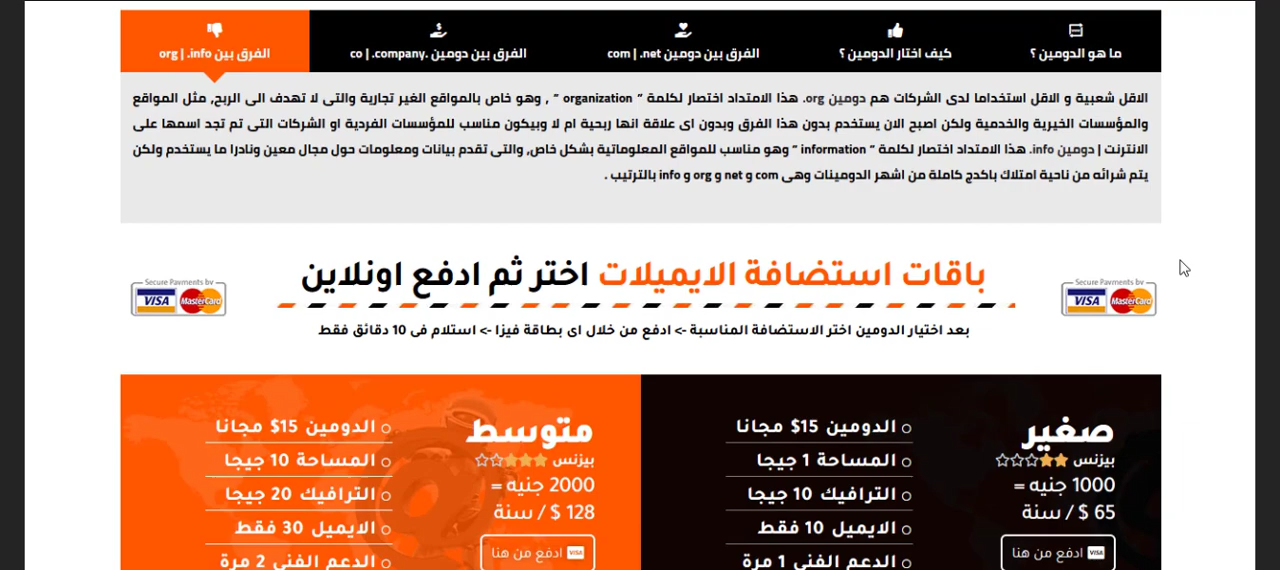 ما هو الدومين ؟
كيف اختار الدومين ؟
الفرق بين دومين com | .net
الفرق بين دومين .co | .company
الفرق بين org | .info
الاقل شعبية و الاقل استخداما لدى الشركات هم دومين org. هذا الامتداد اختصار لكلمة " organization " , وهو خاص بالمواقع الغير تجارية والتى لا تهدف الى الربح, مثل المواقع
والمؤسسات الخيرية والخدمية ولكن اصبح الان يستخدم بدون هذا الفرق وبدون اى علاقة انها ربحية ام لا وبيكون مناسب للمؤسسات الفردية او الشركات التى تم تجد اسمها على
الانترنت | دومين info. هذا الامتداد اختصار لكلمة " information " وهو مناسب للمواقع المعلوماتية بشكل خاص, والتى تقدم بيانات ومعلومات حول مجال معين ونادرا ما يستخدم ولكن
يتم شرائه من ناحية امتلاك باكدج كاملة من اشهر الدومينات وهى com و net و org و info بالترتيب .
باقات استضافة الايميلات اختر ثم ادفع اونلاين
Secure Payments by
VISA MasterCard
Secure Payments by
VISA MasterCard
بعد اختيار الدومين اختر الاستضافة المناسبة -> ادفع من خلال اى بطاقة فيزا -> استلام فى 10 دقائق فقط
صغير
بيزنس
1000 جنيه =
65 $ / سنة
VISA ادفع من هنا
الدومين 15$ مجانا
المساحة 1 جيجا
الترافيك 10 جيجا
الايميل 10 فقط
الدعم الفنى 1 مرة
متوسط
بيزنس
2000 جنيه =
128 $ / سنة
VISA ادفع من هنا
الدومين 15$ مجانا
المساحة 10 جيجا
الترافيك 20 جيجا
الايميل 30 فقط
الدعم الفنى 2 مرة